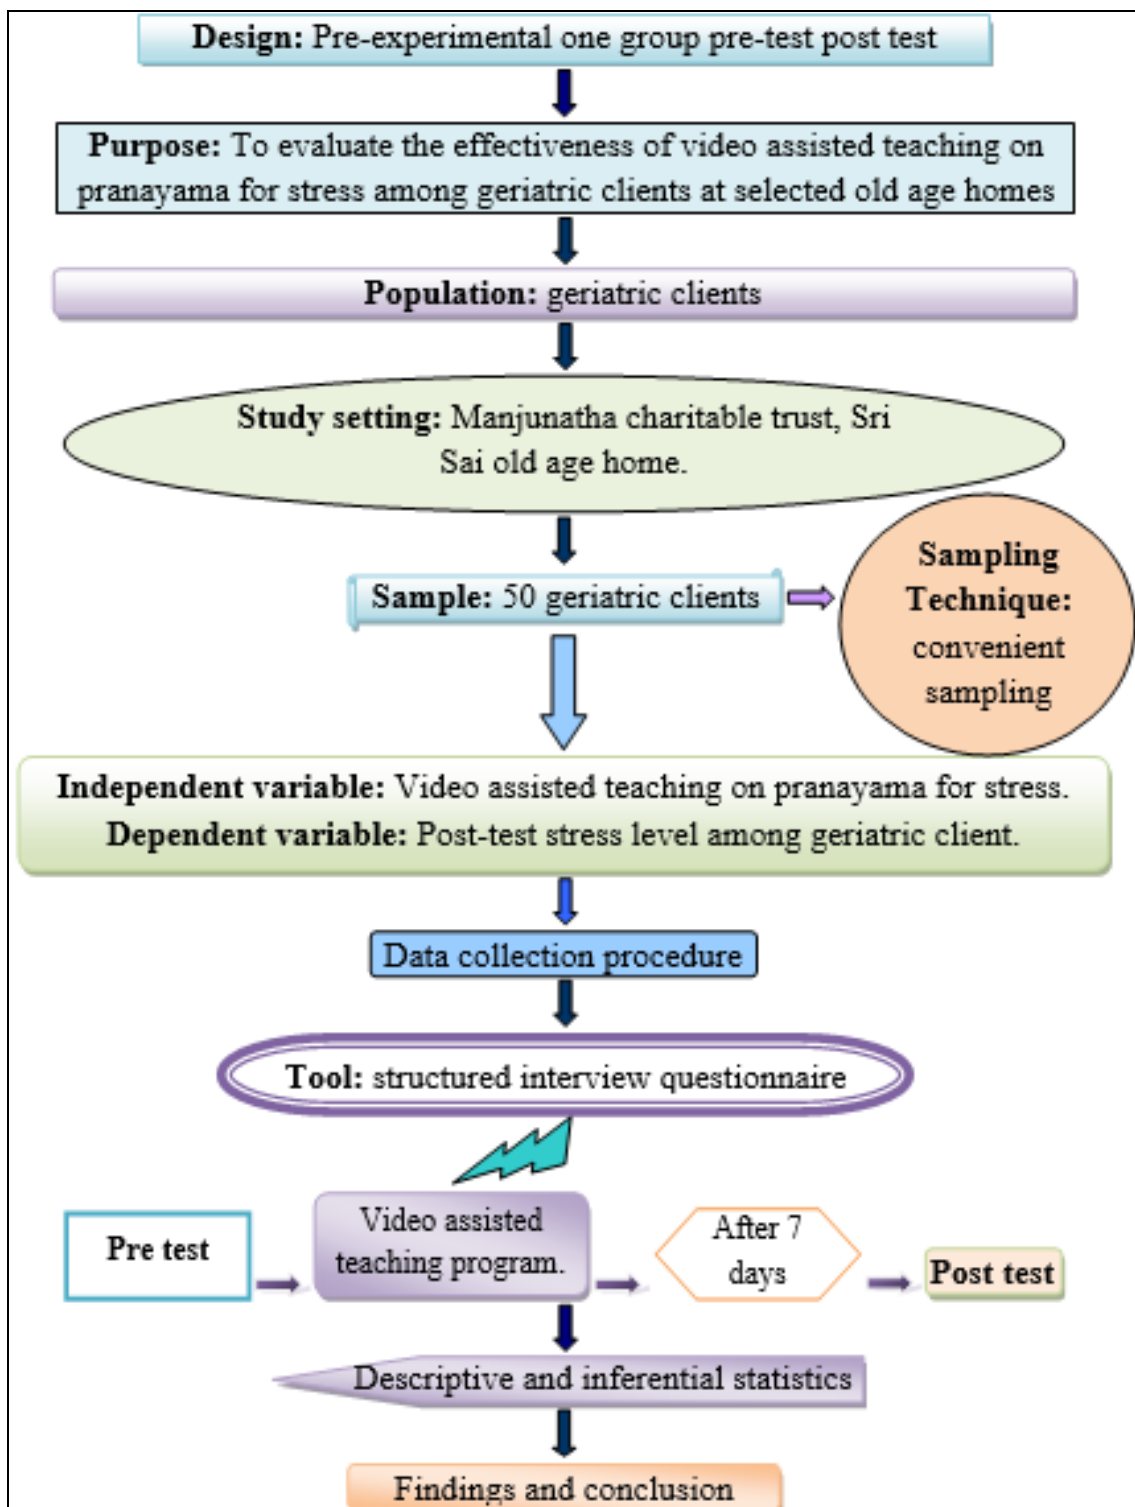 Design: Pre-experimental one group pre-test post test
Purpose: To evaluate the effectiveness of video assisted teaching on
pranayama for stress among geriatric clients at selected old age homes
Population: geriatric clients
Study setting: Manjunatha charitable trust, Sri
Sai old age home.
Sample: 50 geriatric clients
Sampling
Technique:
convenient
sampling
Independent variable: Video assisted teaching on pranayama for stress.
Dependent variable: Post-test stress level among geriatric client.
Data collection procedure
Tool: structured interview questionnaire
Pre test
Video assisted
teaching program.
After 7
days
Post test
Descriptive and inferential statistics
Findings and conclusion